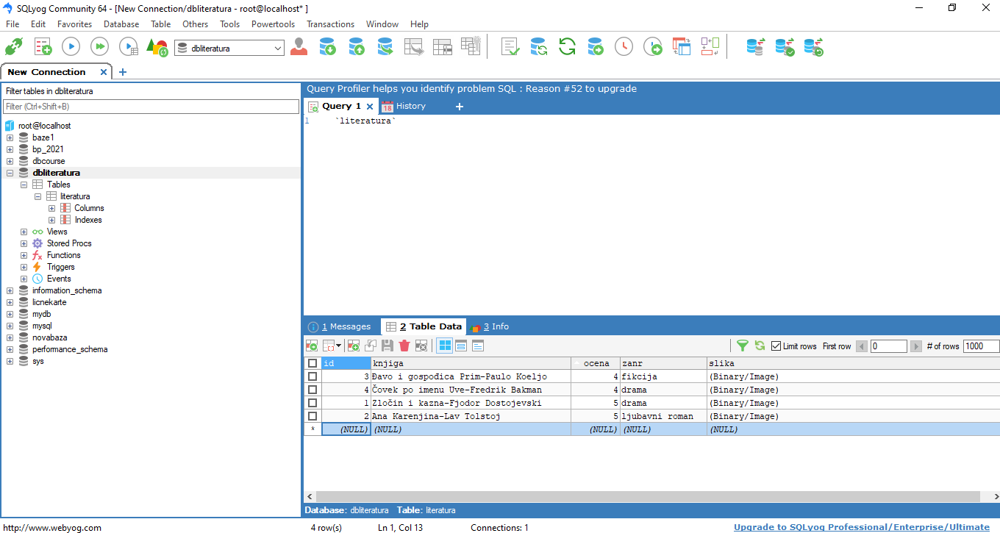 SQLyog Community 64 - [New Connection/dbliteratura - root@localhost* ]
File Edit Favorites Database Table Others Tools Powertools Transactions Window Help
dbliteratura
New Connection
Filter tables in dbliteratura
Filter (Ctrl+Shift+B)
root@localhost
baze1
bp_2021
dbcourse
dbliteratura
Tables
literatura
Columns
Indexes
Views
Stored Procs
Functions
Triggers
Events
information_schema
licnekarte
mydb
mysql
novabaza
performance_schema
sys
Query Profiler helps you identify problem SQL : Reason #52 to upgrade
Query 1 18 History
1 `literatura`
1 Messages 2 Table Data 3 Info
Limit rows First row 0 # of rows 1000
id knjiga ocena zanr slika
3 Đavo i gospođica Prim-Paulo Koeljo 4 fikcija (Binary/Image)
4 Čovek po imenu Uve-Fredrik Bakman 4 drama (Binary/Image)
1 Zločin i kazna-Fjodor Dostojevski 5 drama (Binary/Image)
2 Ana Karenjina-Lav Tolstoj 5 ljubavni roman (Binary/Image)
* (NULL) (NULL) (NULL) (NULL) (NULL)
Database: dbliteratura Table: literatura
http://www.webyog.com 4 row(s) Ln 1, Col 13 Connections: 1 Upgrade to SQLyog Professional/Enterprise/Ultimate